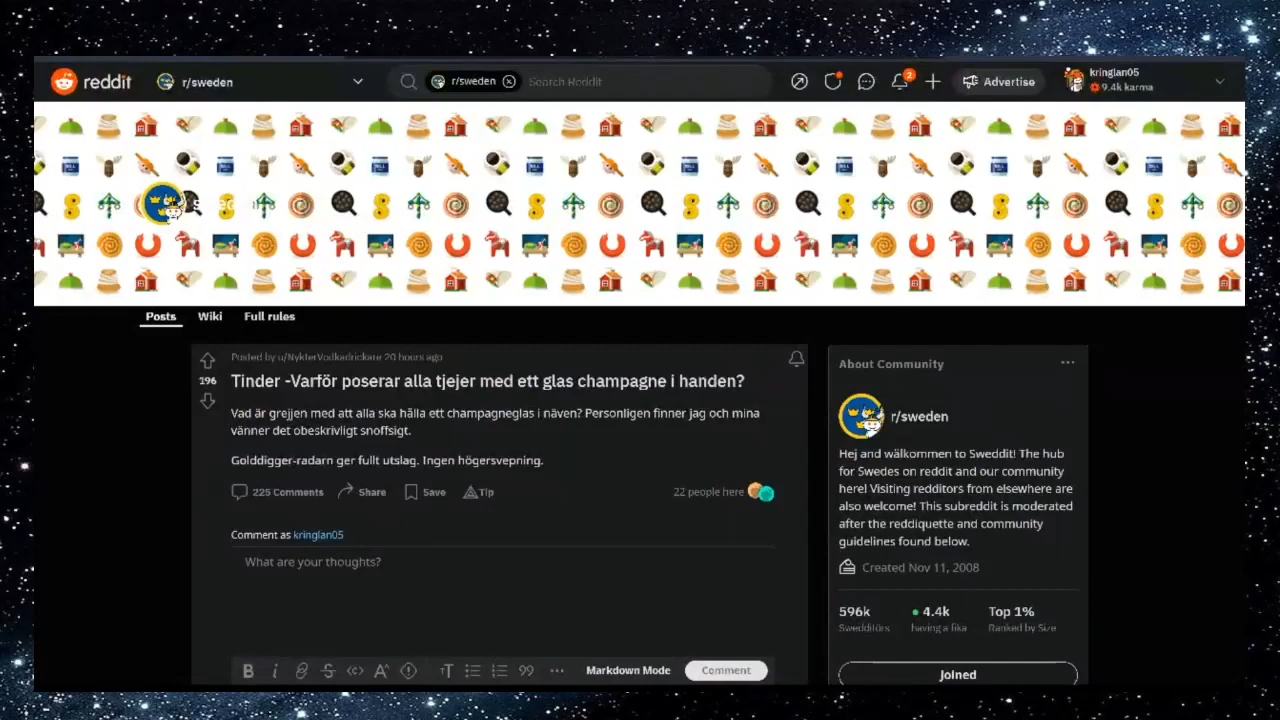 reddit
r/sweden
r/sweden
Search Reddit
2
Advertise
kringlan05
9.4k karma
Posts
Wiki
Full rules
Posted by u/NykterVodkadrickare 20 hours ago
196
Tinder -Varför poserar alla tjejer med ett glas champagne i handen?
Vad är grejjen med att alla ska hålla ett champagneglas i näven? Personligen finner jag och mina
vänner det obeskrivligt snoffsigt.
Golddigger-radarn ger fullt utslag. Ingen högersvepning.
225 Comments
Share
Save
Tip
22 people here
Comment as kringlan05
What are your thoughts?
Markdown Mode
Comment
About Community
r/sweden
Hej and wälkommen to Sweddit! The hub
for Swedes on reddit and our community
here! Visiting redditors from elsewhere are
also welcome! This subreddit is moderated
after the reddiquette and community
guidelines found below.
Created Nov 11, 2008
596k
Swedditörs
4.4k
having a fika
Top 1%
Ranked by Size
Joined